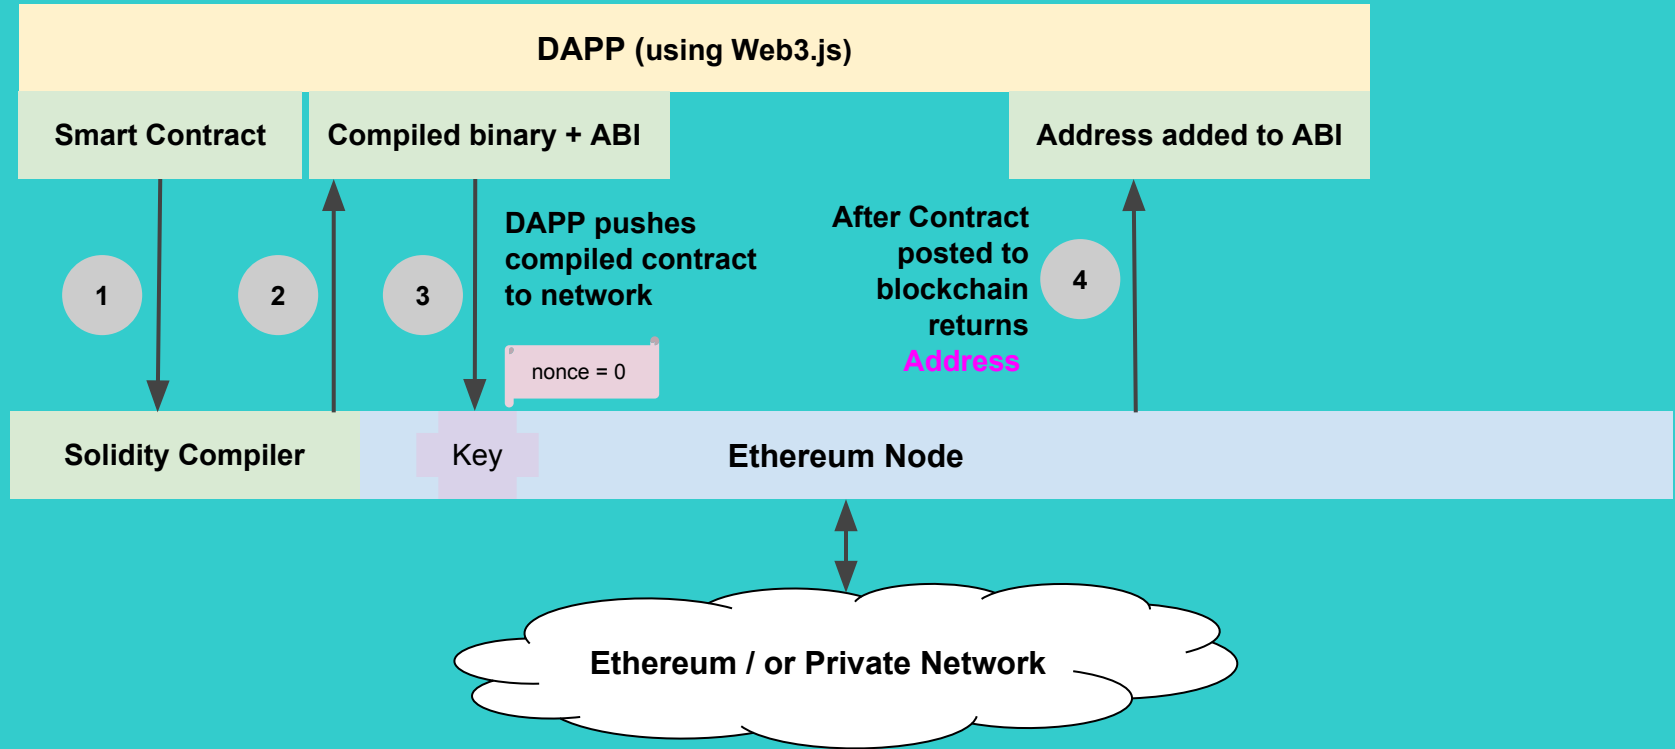 DAPP (using Web3.js)
Smart Contract
Compiled binary + ABI
Address added to ABI
1
2
3
DAPP pushes
compiled contract
to network
nonce = 0
After Contract
posted to
blockchain
returns
Address
4
Solidity Compiler
Key
Ethereum Node
Ethereum / or Private Network